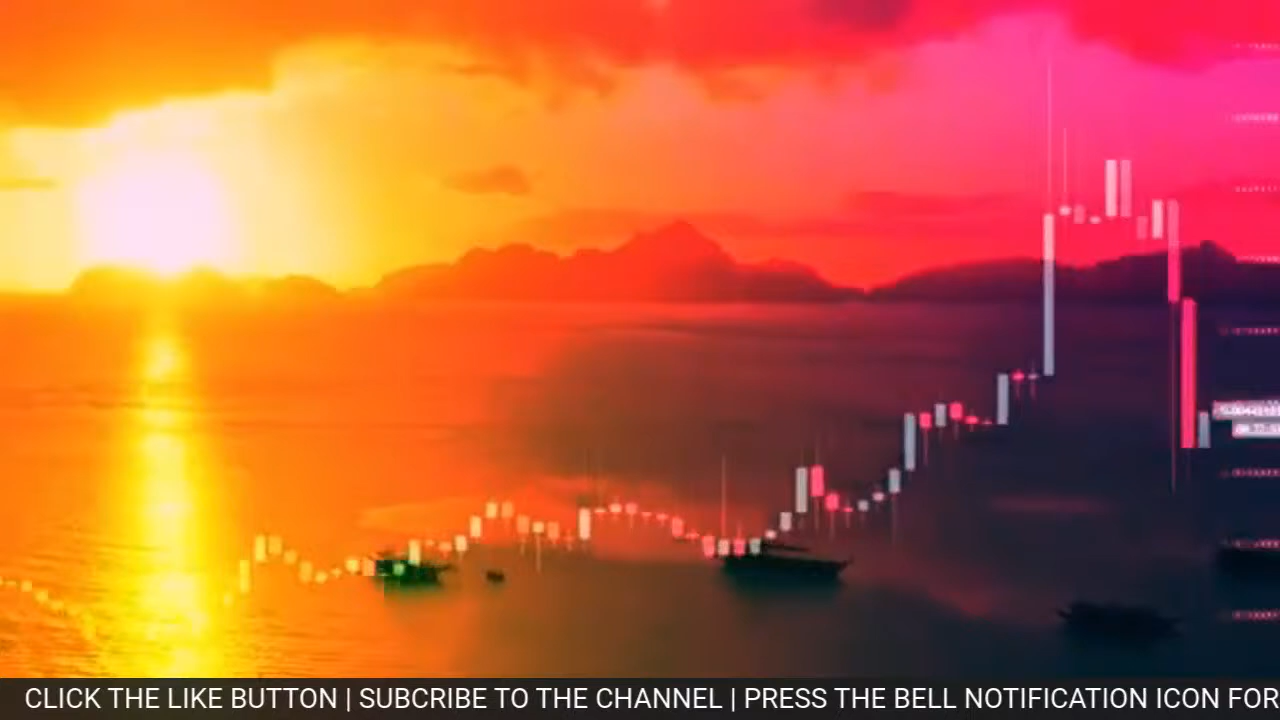 CLICK THE LIKE BUTTON | SUBCRIBE TO THE CHANNEL | PRESS THE BELL NOTIFICATION ICON FOR